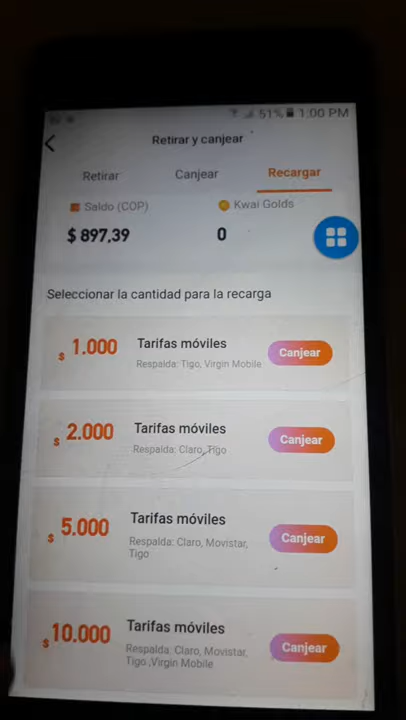 51% 1:00 PM
Retirar y canjear
Retirar Canjear Recargar
Saldo (COP) Kwai Golds
$ 897,39 0
Seleccionar la cantidad para la recarga
$ 1.000 Tarifas móviles Canjear
Respalda: Tigo, Virgin Mobile
$ 2.000 Tarifas móviles Canjear
Respalda: Claro, Tigo
$ 5.000 Tarifas móviles Canjear
Respalda: Claro, Movistar,
Tigo
$ 10.000 Tarifas móviles Canjear
Respalda: Claro, Movistar,
Tigo ,Virgin Mobile